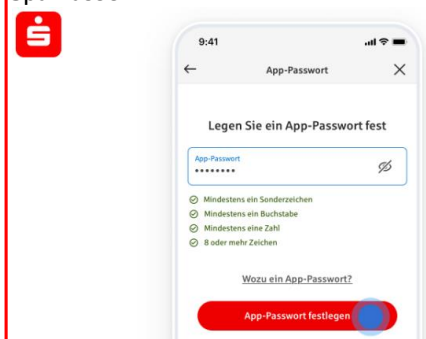 9:41
App-Passwort
Legen Sie ein App-Passwort fest
App-Passwort
••••••••
Mindestens ein Sonderzeichen
Mindestens ein Buchstabe
Mindestens eine Zahl
8 oder mehr Zeichen
Wozu ein App-Passwort?
App-Passwort festlegen